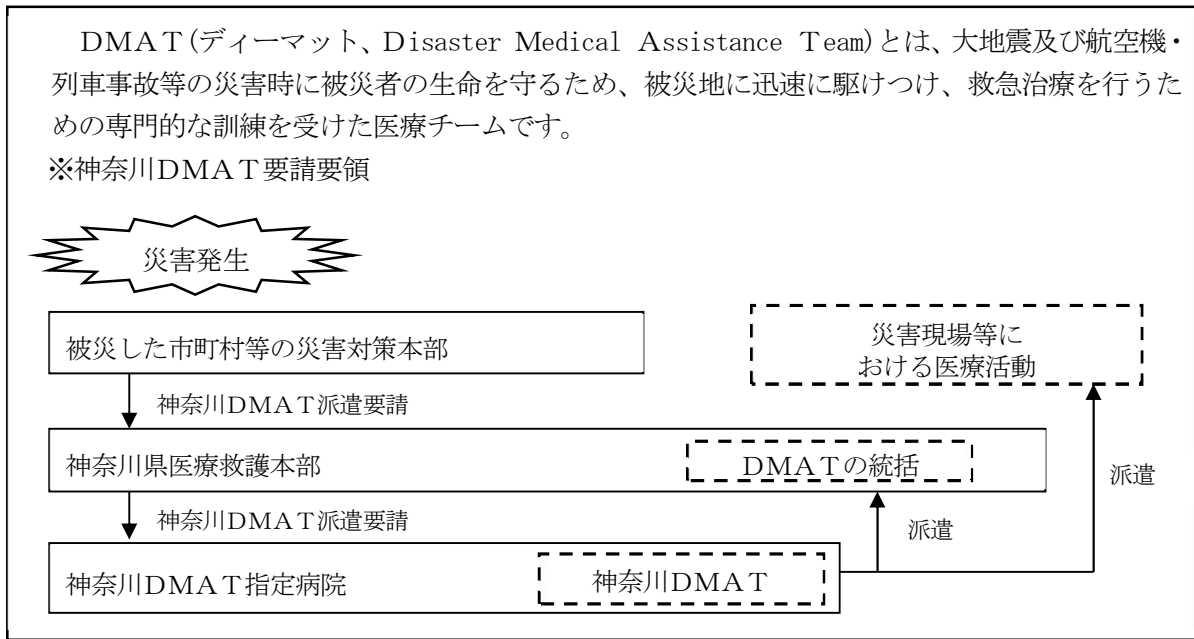 DMAT(ディーマット、Disaster Medical Assistance Team)とは、大地震及び航空機・
列車事故等の災害時に被災者の生命を守るため、被災地に迅速に駆けつけ、救急治療を行うた
めの専門的な訓練を受けた医療チームです。
※神奈川DMAT要請要領
災害発生
被災した市町村等の災害対策本部
災害現場等に
おける医療活動
神奈川DMAT派遣要請
神奈川県医療救護本部
DMATの統括
派遣
神奈川DMAT派遣要請
派遣
神奈川DMAT指定病院
神奈川DMAT